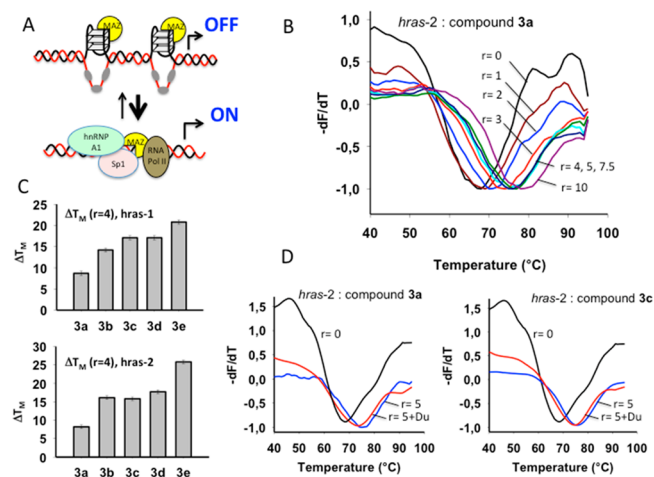 A
MAZ
MAZ
OFF
ON
hnRNP
A1
Sp1
MAZ
RNA
Pol II
B
hras-2 : compound 3a
-dF/dT
1,0
0,5
0,0
-0,5
-1,0
r= 0
r= 1
r= 2
r= 3
r= 4, 5, 7.5
r= 10
40 50 60 70 80 90 100
Temperature (°C)
C
ΔTM (r=4), hras-1
ΔTM
25
20
15
10
5
0
3a 3b 3c 3d 3e
ΔTM (r=4), hras-2
ΔTM
30
25
20
15
10
5
0
3a 3b 3c 3d 3e
D
hras-2 : compound 3a
-dF/dT
1,5
1,0
0,5
0,0
-0,5
-1,0
r= 0
r= 5
r= 5+Du
40 50 60 70 80 90 100
Temperature (°C)
hras-2 : compound 3c
-dF/dT
1,5
1,0
0,5
0,0
-0,5
-1,0
r= 0
r= 5
r= 5+Du
40 50 60 70 80 90 100
Temperature (°C)